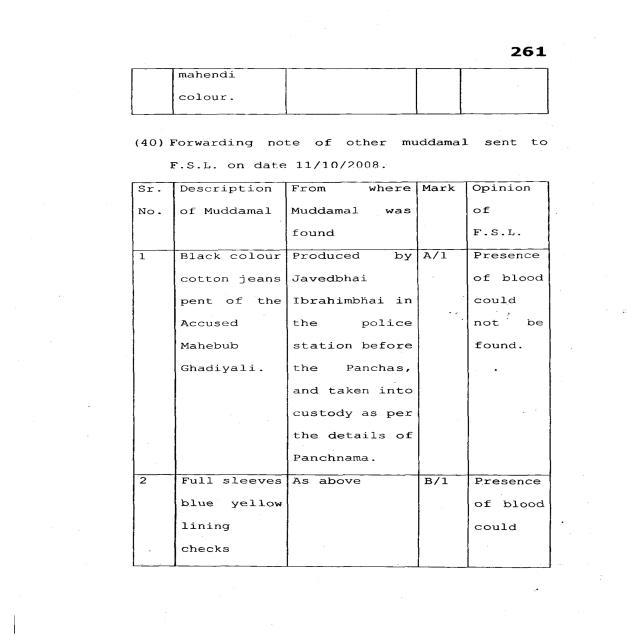 261
mahendi
colour.
(40) Forwarding note of other muddamal sent to
F.S.L. on date 11/10/2008.
Sr. Description From where Mark Opinion
No. of Muddamal Muddamal was of
found F.S.L.
1 Black colour Produced by A/1 Presence
cotton jeans Javedbhai of blood
pent of the Ibrahimbhai in could
Accused the police not be
Mahebub station before found.
Ghadiyali. the Panchas,
and taken into
custody as per
the details of
Panchnama.
2 Full sleeves As above B/1 Presence
blue yellow of blood
lining could
checks